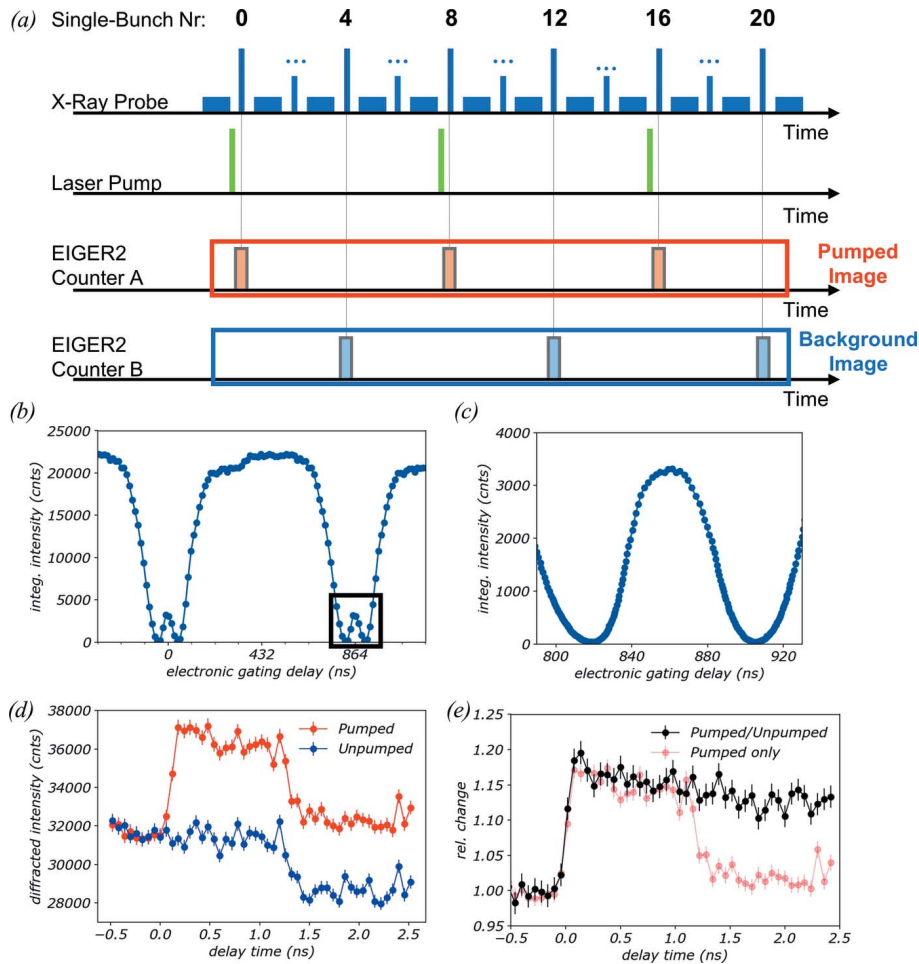 (a) Single-Bunch Nr: 0 4 8 12 16 20
... ... ... ... ...
X-Ray Probe
Time
Laser Pump
Time
EIGER2
Counter A
Pumped
Image
Time
EIGER2
Counter B
Background
Image
Time
(b)
25000
20000
15000
10000
5000
0
integ. intensity (cnts)
0 432 864
electronic gating delay (ns)
(c)
4000
3000
2000
1000
0
integ. intensity (cnts)
800 840 880 920
electronic gating delay (ns)
(d)
38000
36000
34000
32000
30000
28000
diffracted intensity (cnts)
Pumped
Unpumped
−0.5 0.0 0.5 1.0 1.5 2.0 2.5
delay time (ns)
(e)
1.25
1.20
1.15
1.10
1.05
1.00
0.95
rel. change
Pumped/Unpumped
Pumped only
−0.5 0.0 0.5 1.0 1.5 2.0 2.5
delay time (ns)